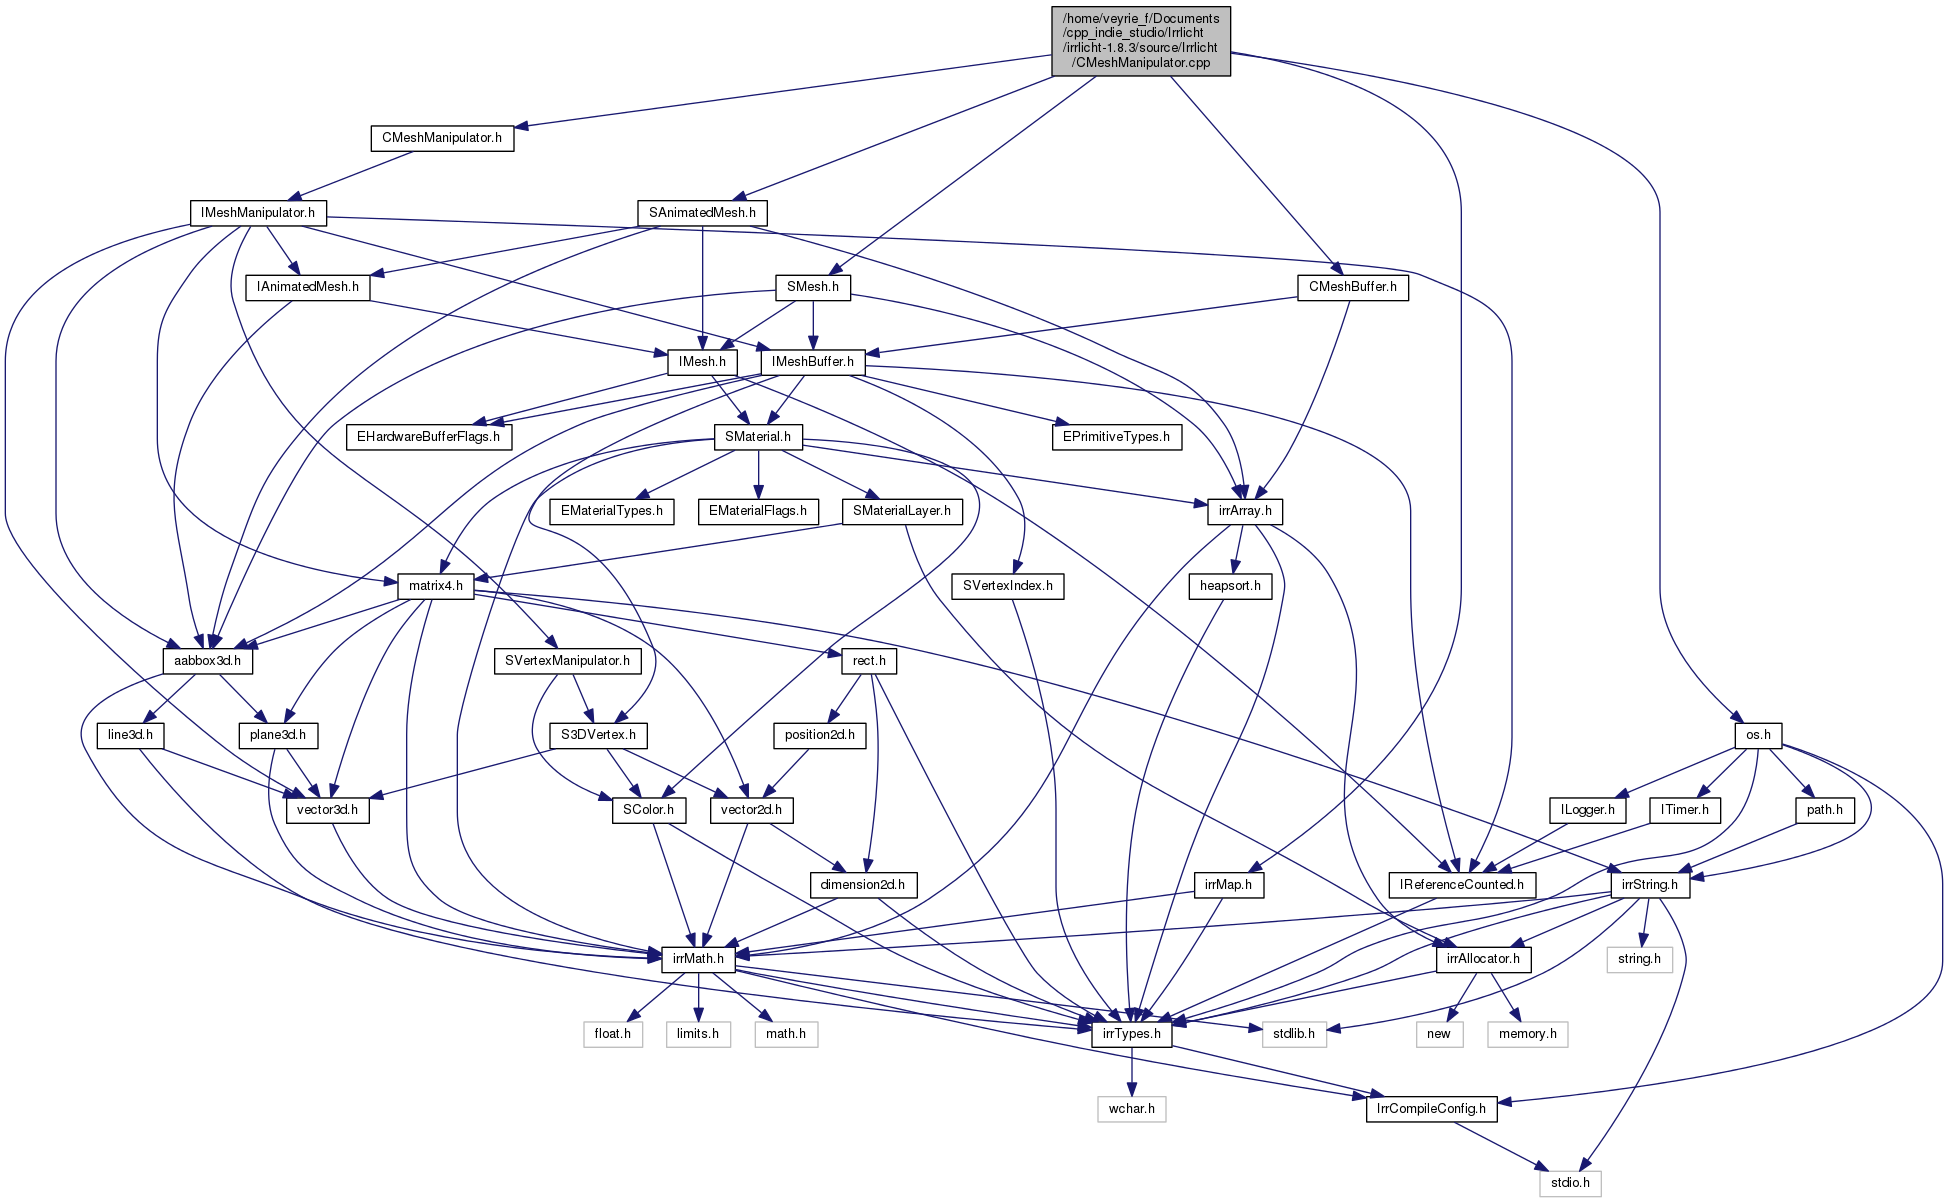 /home/veyrie_f/Documents
/cpp_indie_studio/Irrlicht
/irrlicht-1.8.3/source/Irrlicht
/CMeshManipulator.cpp
CMeshManipulator.h
IMeshManipulator.h
SAnimatedMesh.h
IAnimatedMesh.h
SMesh.h
CMeshBuffer.h
IMesh.h
IMeshBuffer.h
EHardwareBufferFlags.h
SMaterial.h
EPrimitiveTypes.h
EMaterialTypes.h
EMaterialFlags.h
SMaterialLayer.h
irrArray.h
matrix4.h
SVertexIndex.h
heapsort.h
aabbox3d.h
SVertexManipulator.h
rect.h
line3d.h
plane3d.h
S3DVertex.h
position2d.h
os.h
vector3d.h
SColor.h
vector2d.h
ILogger.h
ITimer.h
path.h
dimension2d.h
irrMap.h
IReferenceCounted.h
irrString.h
irrMath.h
irrAllocator.h
string.h
float.h
limits.h
math.h
irrTypes.h
stdlib.h
new
memory.h
wchar.h
IrrCompileConfig.h
stdio.h